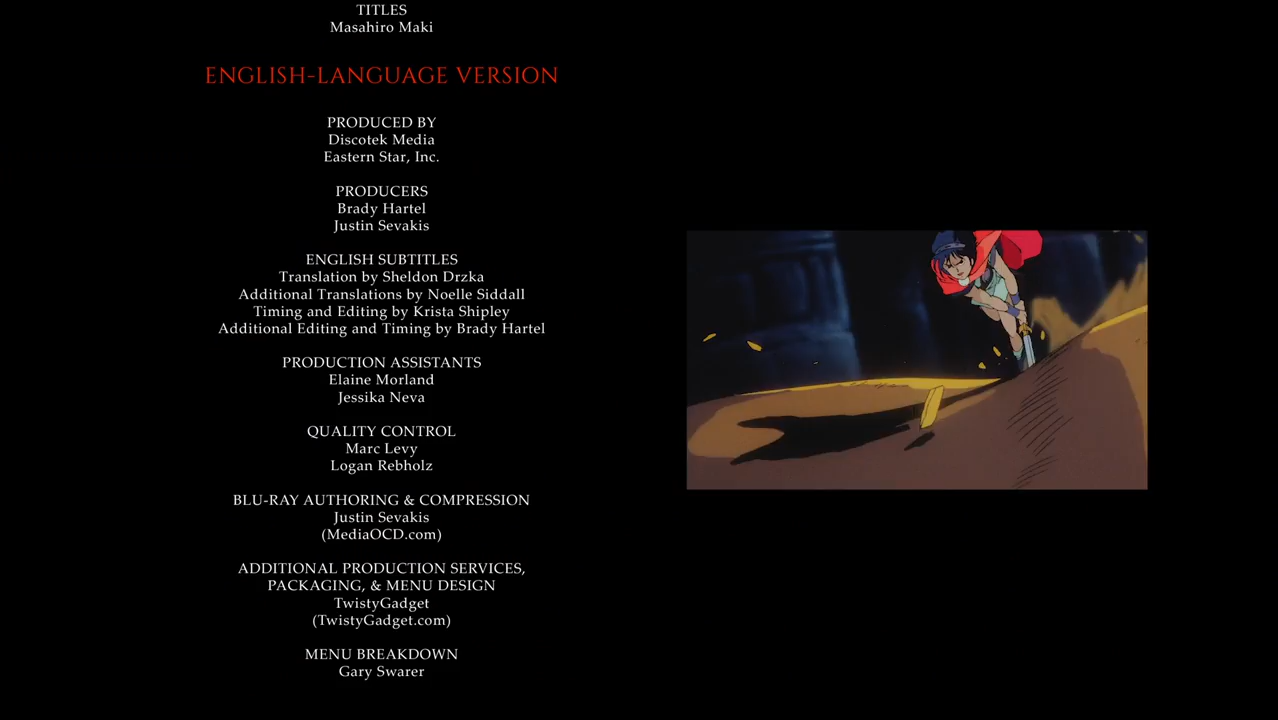 TITLES
Masahiro Maki
ENGLISH-LANGUAGE VERSION
PRODUCED BY
Discotek Media
Eastern Star, Inc.
PRODUCERS
Brady Hartel
Justin Sevakis
ENGLISH SUBTITLES
Translation by Sheldon Drzka
Additional Translations by Noelle Siddall
Timing and Editing by Krista Shipley
Additional Editing and Timing by Brady Hartel
PRODUCTION ASSISTANTS
Elaine Morland
Jessika Neva
QUALITY CONTROL
Marc Levy
Logan Rebholz
BLU-RAY AUTHORING & COMPRESSION
Justin Sevakis
(MediaOCD.com)
ADDITIONAL PRODUCTION SERVICES,
PACKAGING, & MENU DESIGN
TwistyGadget
(TwistyGadget.com)
MENU BREAKDOWN
Gary Swarer